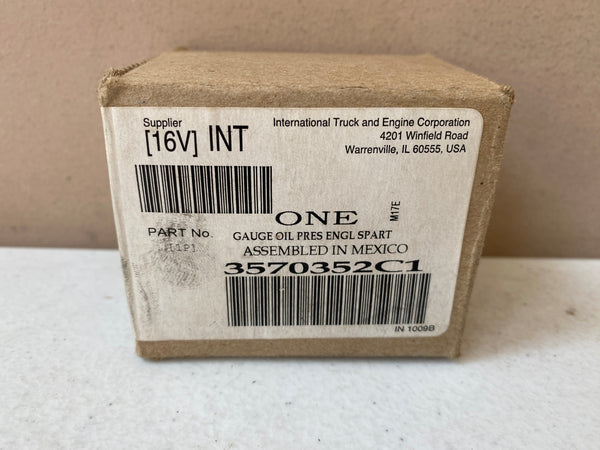 Supplier
[16V] INT
International Truck and Engine Corporation
4201 Winfield Road
Warrenville, IL 60555, USA
M17E
ONE
PART No.
[1P]
GAUGE OIL PRES ENGL SPART
ASSEMBLED IN MEXICO
3570352C1
IN 1009B